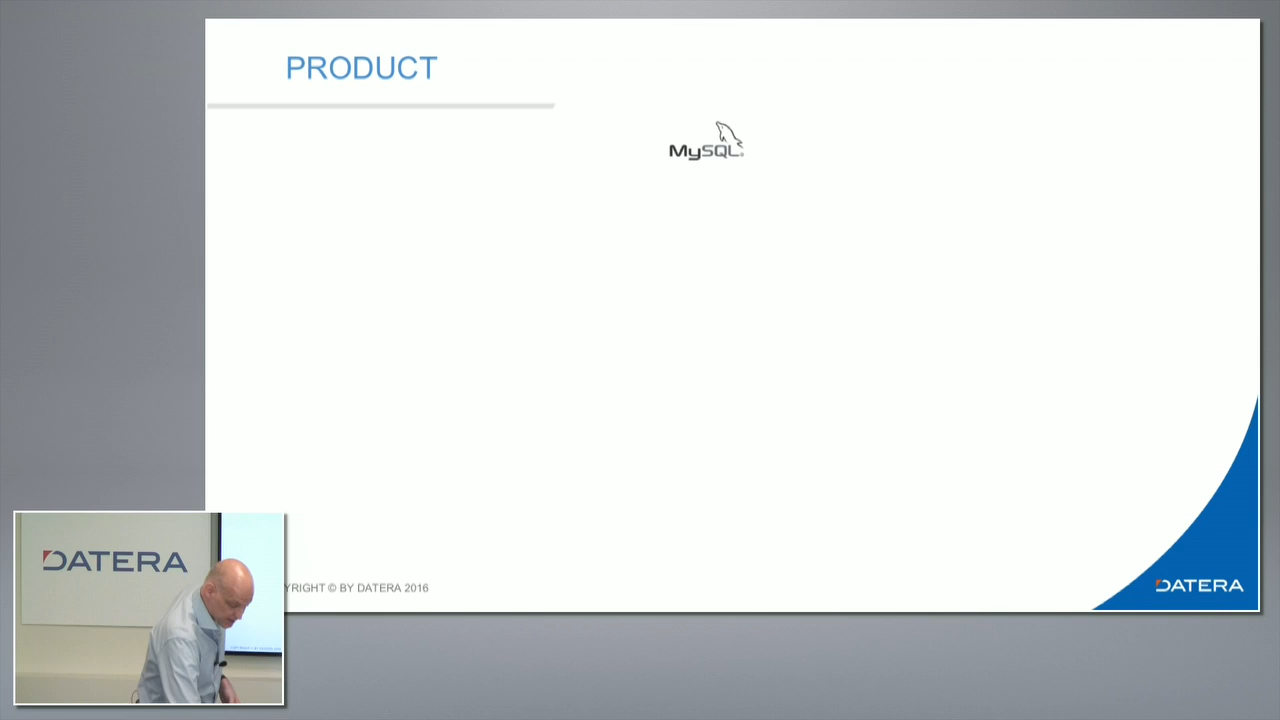 PRODUCT
MySQL
YRIGHT © BY DATERA 2016
DATERA
DATERA